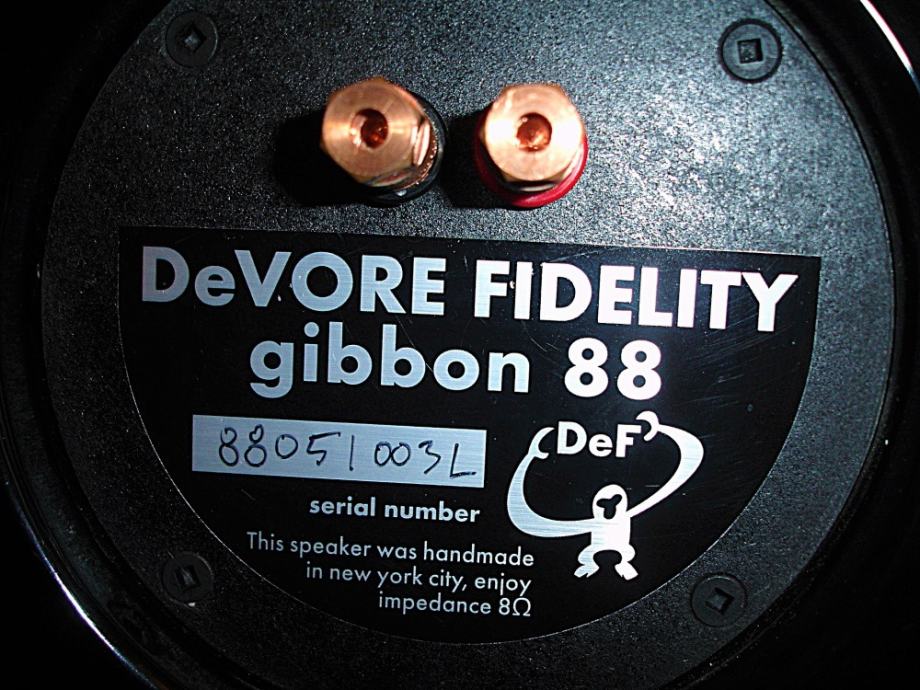 DeVORE FIDELITY
gibbon 88
88051003L
DeF
serial number
This speaker was handmade
in new york city, enjoy
impedance 8Ω